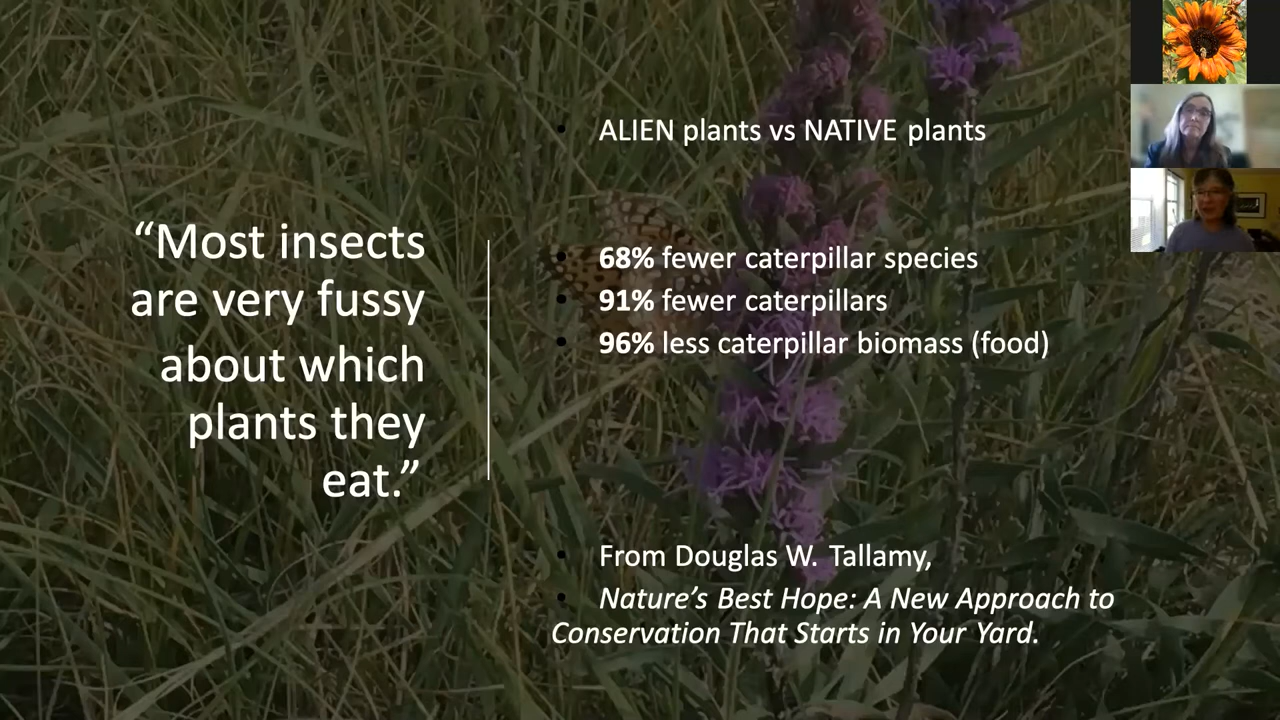 “Most insects
are very fussy
about which
plants they
eat.”
ALIEN plants vs NATIVE plants
68% fewer caterpillar species
91% fewer caterpillars
96% less caterpillar biomass (food)
From Douglas W. Tallamy,
Nature’s Best Hope: A New Approach to
Conservation That Starts in Your Yard.